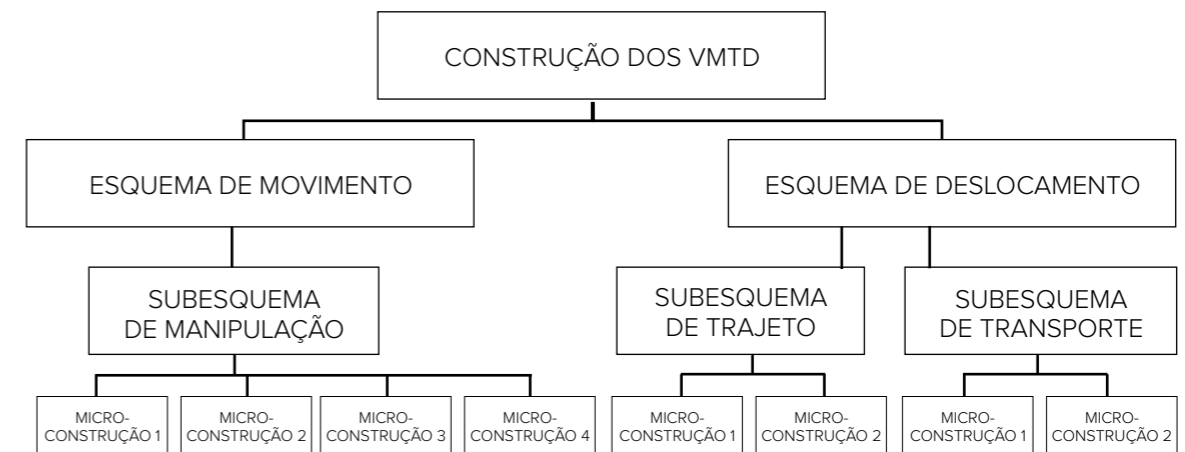 CONSTRUÇÃO DOS VMTD
ESQUEMA DE MOVIMENTO
ESQUEMA DE DESLOCAMENTO
SUBESQUEMA
DE MANIPULAÇÃO
SUBESQUEMA
DE TRAJETO
SUBESQUEMA
DE TRANSPORTE
MICRO-
CONSTRUÇÃO 1
MICRO-
CONSTRUÇÃO 2
MICRO-
CONSTRUÇÃO 3
MICRO-
CONSTRUÇÃO 4
MICRO-
CONSTRUÇÃO 1
MICRO-
CONSTRUÇÃO 2
MICRO-
CONSTRUÇÃO 1
MICRO-
CONSTRUÇÃO 2